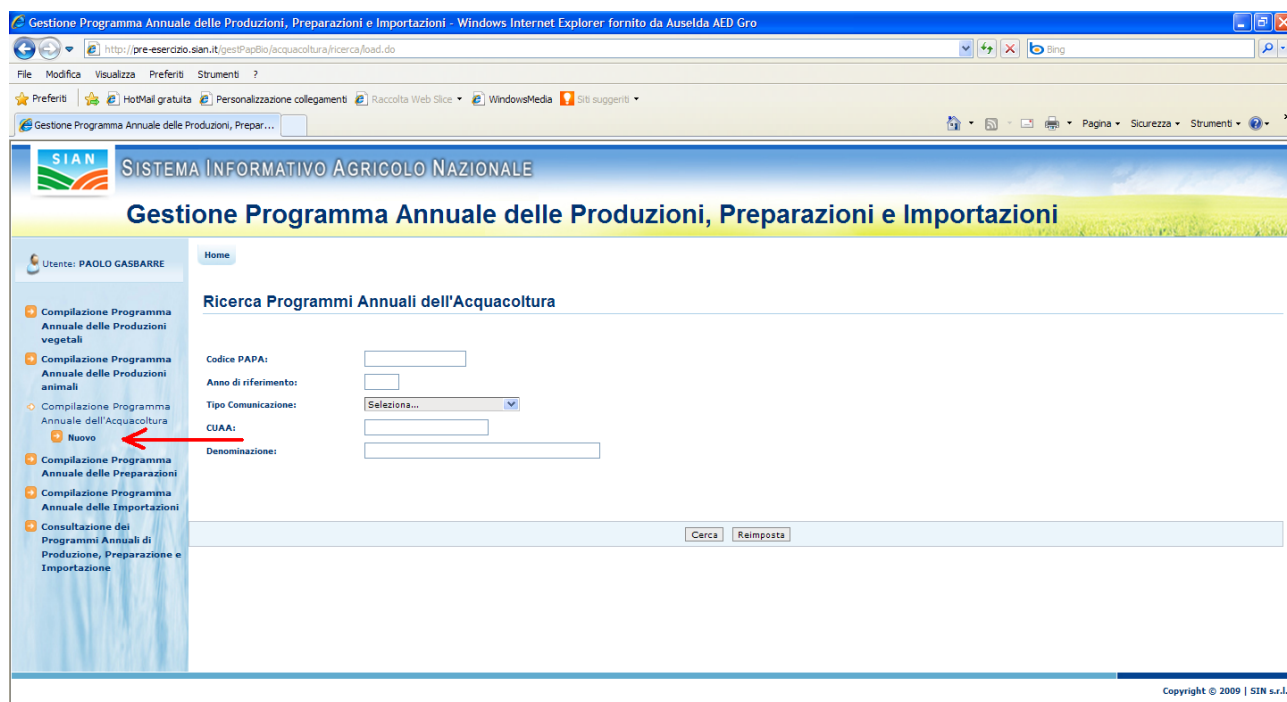 Gestione Programma Annuale delle Produzioni, Preparazioni e Importazioni - Windows Internet Explorer fornito da Auselda AED Gro
http://pre-esercizio.sian.it/gestPapBio/acquacoltura/ricerca/load.do
Bing
File Modifica Visualizza Preferiti Strumenti ?
Preferiti HotMail gratuita Personalizzazione collegamenti Raccolta Web Slice WindowsMedia Siti suggeriti
Gestione Programma Annuale delle Produzioni, Prepar...
Pagina Sicurezza Strumenti
SIAN
SISTEMA INFORMATIVO AGRICOLO NAZIONALE
Gestione Programma Annuale delle Produzioni, Preparazioni e Importazioni
Utente: PAOLO GASBARRE
Home
Compilazione Programma
Annuale delle Produzioni
vegetali
Compilazione Programma
Annuale delle Produzioni
animali
Compilazione Programma
Annuale dell'Acquacoltura
Nuovo
Compilazione Programma
Annuale delle Preparazioni
Compilazione Programma
Annuale delle Importazioni
Consultazione dei
Programmi Annuali di
Produzione, Preparazione e
Importazione
Ricerca Programmi Annuali dell'Acquacoltura
Codice PAPA:
Anno di riferimento:
Tipo Comunicazione: Seleziona...
CUAA:
Denominazione:
Cerca Reimposta
Copyright © 2009 | SIN s.r.l.